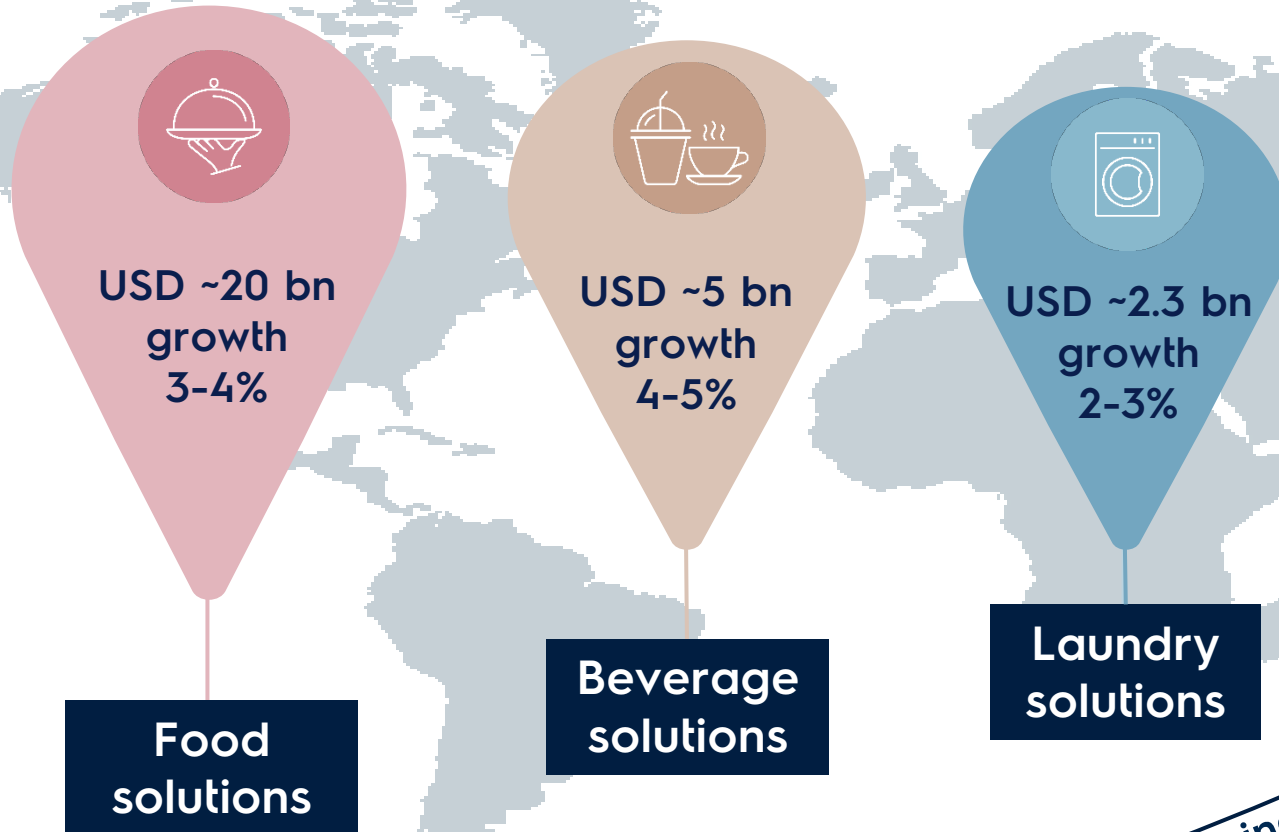 USD ~20 bn
growth
3-4%
Food
solutions
USD ~5 bn
growth
4-5%
Beverage
solutions
USD ~2.3 bn
growth
2-3%
Laundry
solutions